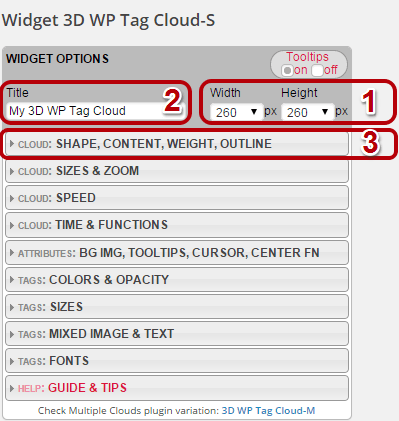 Widget 3D WP Tag Cloud-S
WIDGET OPTIONS
Tooltips
on off
Title
Width Height
My 3D WP Tag Cloud
260 px 260 px
2
1
CLOUD: SHAPE, CONTENT, WEIGHT, OUTLINE
3
CLOUD: SIZES & ZOOM
CLOUD: SPEED
CLOUD: TIME & FUNCTIONS
ATTRIBUTES: BG IMG, TOOLTIPS, CURSOR, CENTER FN
TAGS: COLORS & OPACITY
TAGS: SIZES
TAGS: MIXED IMAGE & TEXT
TAGS: FONTS
HELP: GUIDE & TIPS
Check Multiple Clouds plugin variation: 3D WP Tag Cloud-M